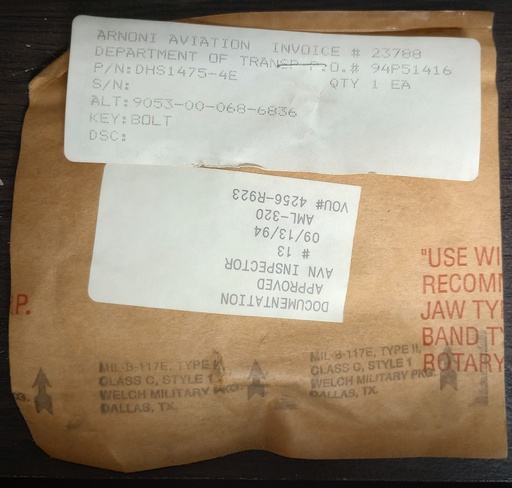 ARNONI AVIATION INVOICE # 23788
DEPARTMENT OF TRANSP P.O.# 94P51416
P/N:DHS1475-4E QTY 1 EA
S/N:
ALT:9053-00-068-6836
KEY:BOLT
DSC:
DOCUMENTATION
APPROVED
AVN INSPECTOR
# 13
09/13/94
AML-320
VOU# 4256-R923
"USE WI
RECOMM
JAW TY
BAND T
ROTARY
P.
MIL-B-117E, TYPE II,
CLASS C, STYLE 1
WELCH MILITARY PKG.
DALLAS, TX.
MIL-B-117E, TYPE II,
CLASS C, STYLE 1
WELCH MILITARY PKG.
DALLAS, TX.